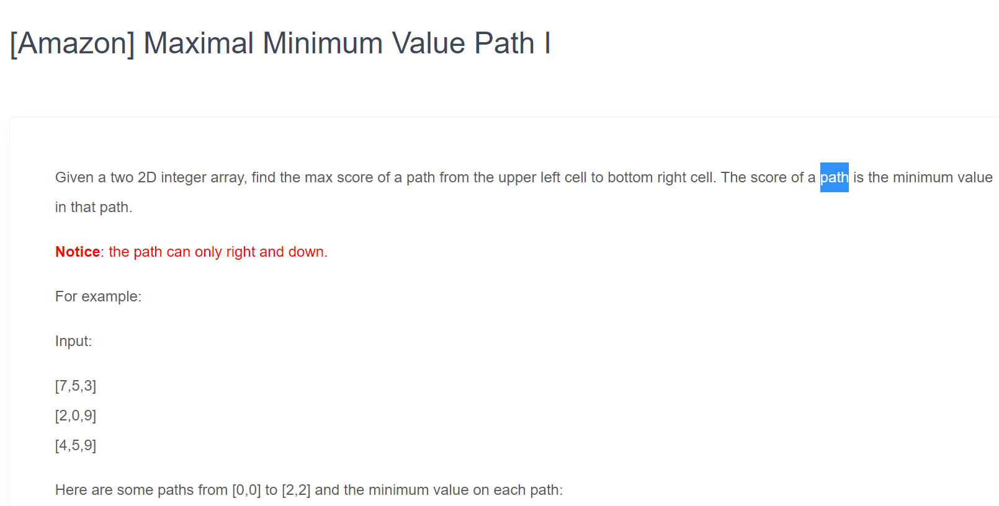 [Amazon] Maximal Minimum Value Path I
Given a two 2D integer array, find the max score of a path from the upper left cell to bottom right cell. The score of a path is the minimum value
in that path.
Notice: the path can only right and down.
For example:
Input:
[7,5,3]
[2,0,9]
[4,5,9]
Here are some paths from [0,0] to [2,2] and the minimum value on each path: